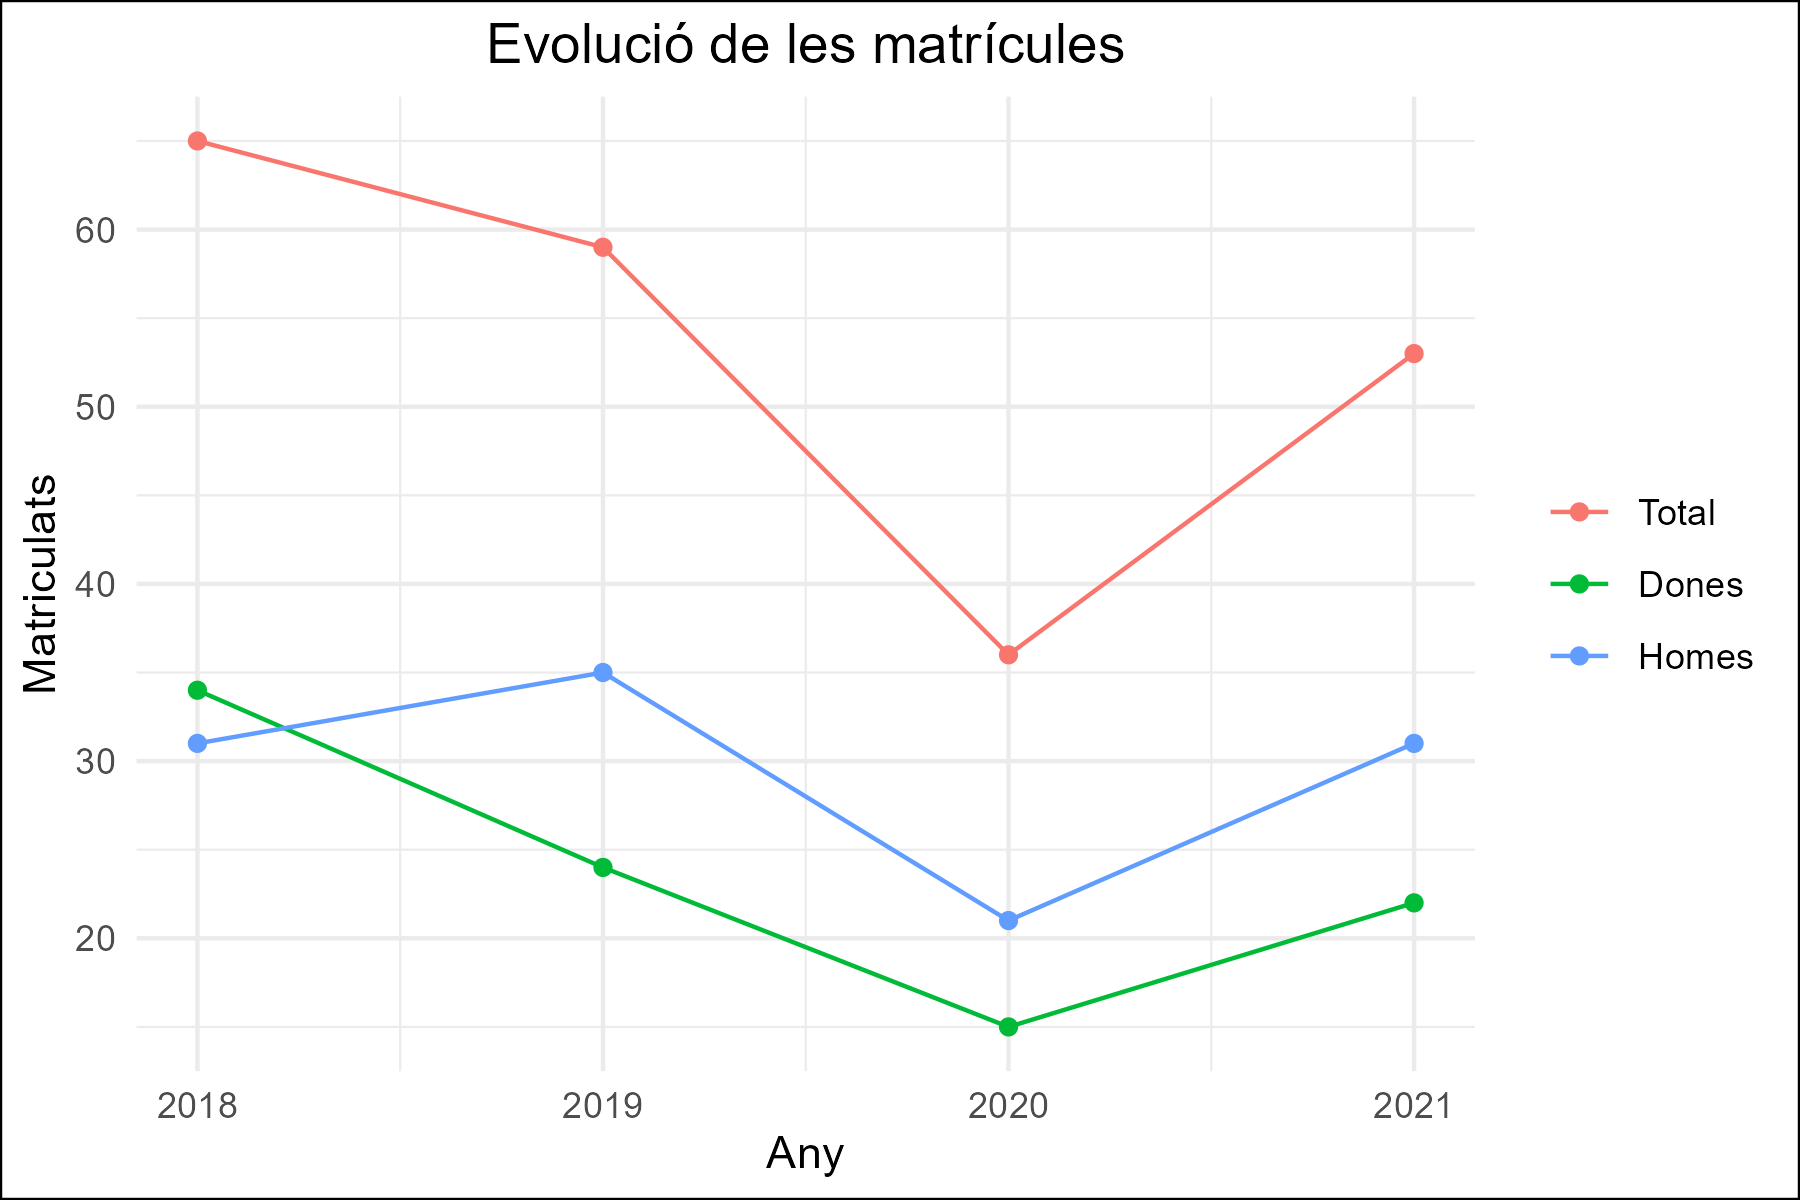 Evolució de les matrícules
60
50
40
30
20
Matriculats
2018 2019 2020 2021
Any
Total
Dones
Homes